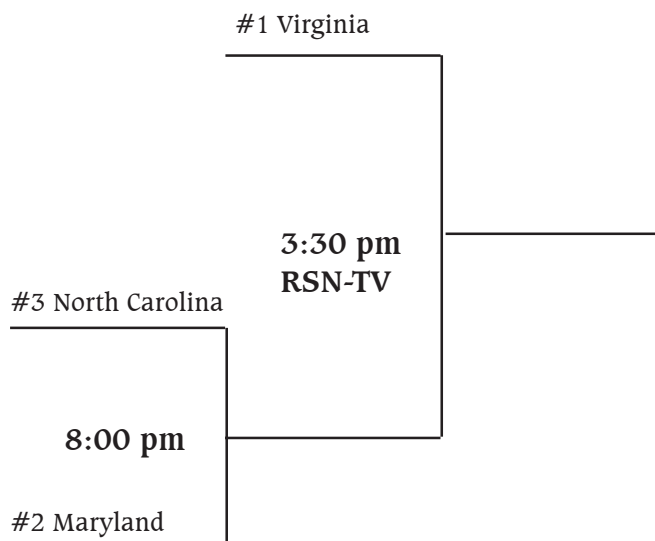 #1 Virginia
3:30 pm
RSN-TV
#3 North Carolina
8:00 pm
#2 Maryland